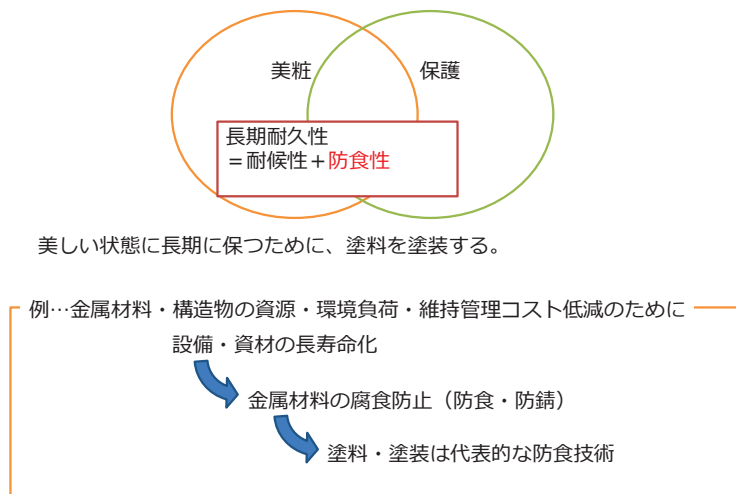 美粧
保護
長期耐久性
＝耐候性＋防食性
美しい状態に長期に保つために、塗料を塗装する。
例…金属材料・構造物の資源・環境負荷・維持管理コスト低減のために
設備・資材の長寿命化
金属材料の腐食防止（防食・防錆）
塗料・塗装は代表的な防食技術